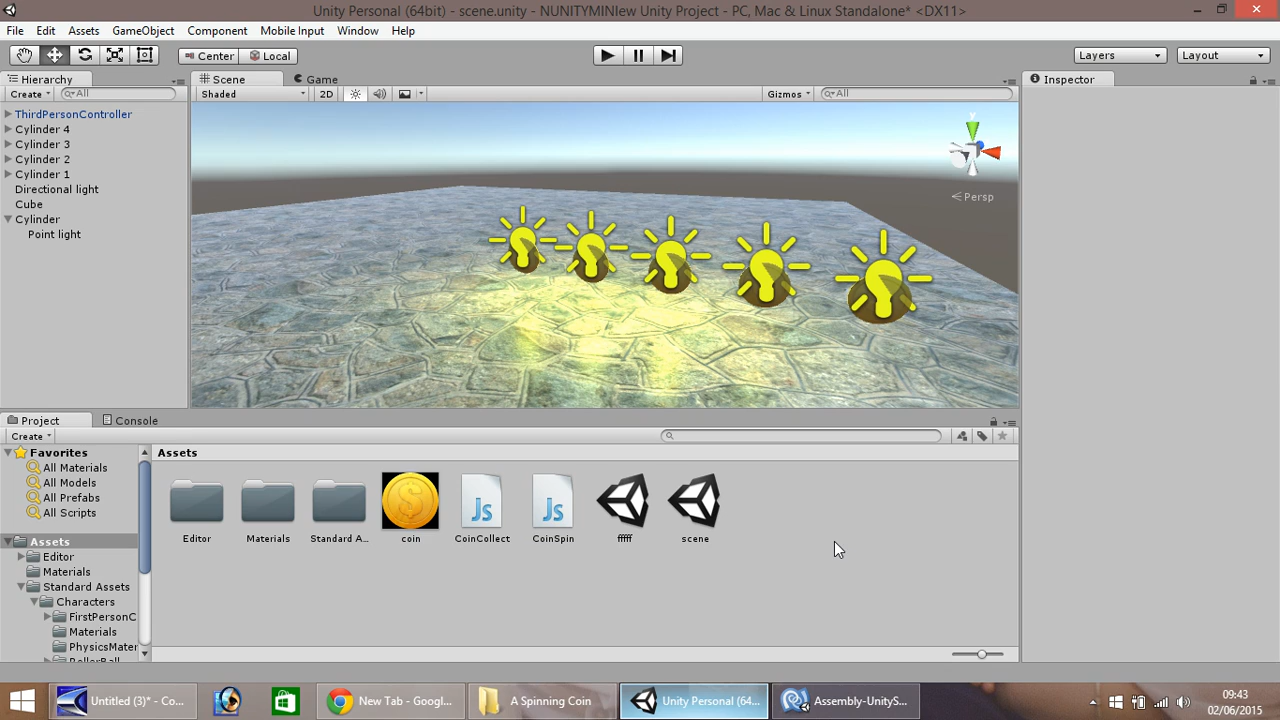 Unity Personal (64bit) - scene.unity - NUNITYMINIew Unity Project - PC, Mac & Linux Standalone* <DX11>
File Edit Assets GameObject Component Mobile Input Window Help
Center Local Layers Layout
Hierarchy Scene Game Inspector
Create All Shaded 2D Gizmos All
ThirdPersonController
Cylinder 4
Cylinder 3
Cylinder 2
Cylinder 1
Directional light
Cube
Cylinder
Point light
y
Persp
Project Console
Create
Favorites
All Materials
All Models
All Prefabs
All Scripts
Assets
Editor
Materials
Standard Assets
Characters
FirstPersonC
Materials
PhysicsMater
RollerBall
Assets
$
Js Js
Editor Materials Standard A... coin CoinCollect CoinSpin fffff scene
Untitled (3)* - Co... New Tab - Googl... A Spinning Coin Unity Personal (64... Assembly-UnityS...
09:43
02/06/2015